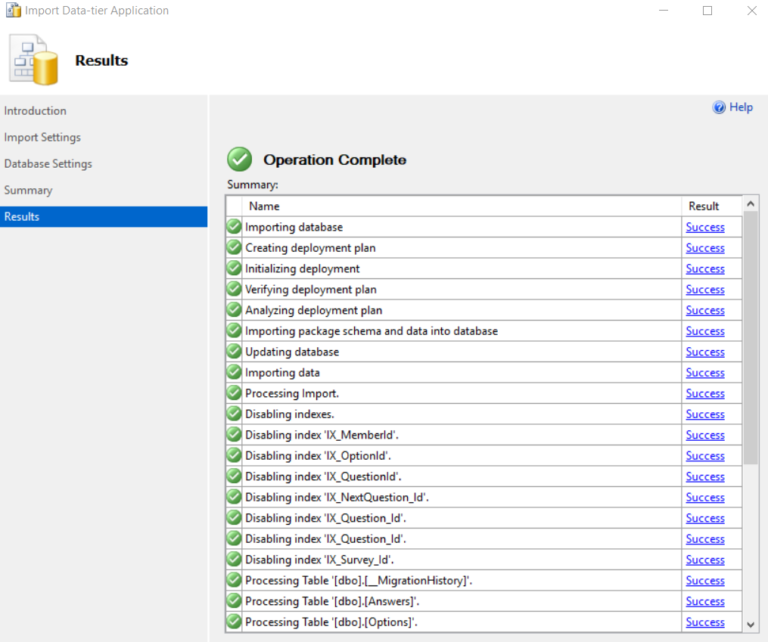 Import Data-tier Application
Results
Introduction
Import Settings
Database Settings
Summary
Results
Help
Operation Complete
Summary:
Name Result
Importing database Success
Creating deployment plan Success
Initializing deployment Success
Verifying deployment plan Success
Analyzing deployment plan Success
Importing package schema and data into database Success
Updating database Success
Importing data Success
Processing Import. Success
Disabling indexes. Success
Disabling index 'IX_MemberId'. Success
Disabling index 'IX_OptionId'. Success
Disabling index 'IX_QuestionId'. Success
Disabling index 'IX_NextQuestion_Id'. Success
Disabling index 'IX_Question_Id'. Success
Disabling index 'IX_Question_Id'. Success
Disabling index 'IX_Survey_Id'. Success
Processing Table '[dbo].[__MigrationHistory]'. Success
Processing Table '[dbo].[Answers]'. Success
Processing Table '[dbo].[Options]'. Success